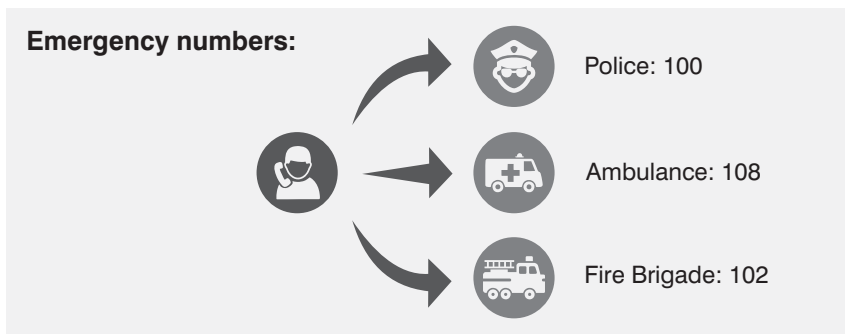 Emergency numbers:
Police: 100
Ambulance: 108
Fire Brigade: 102